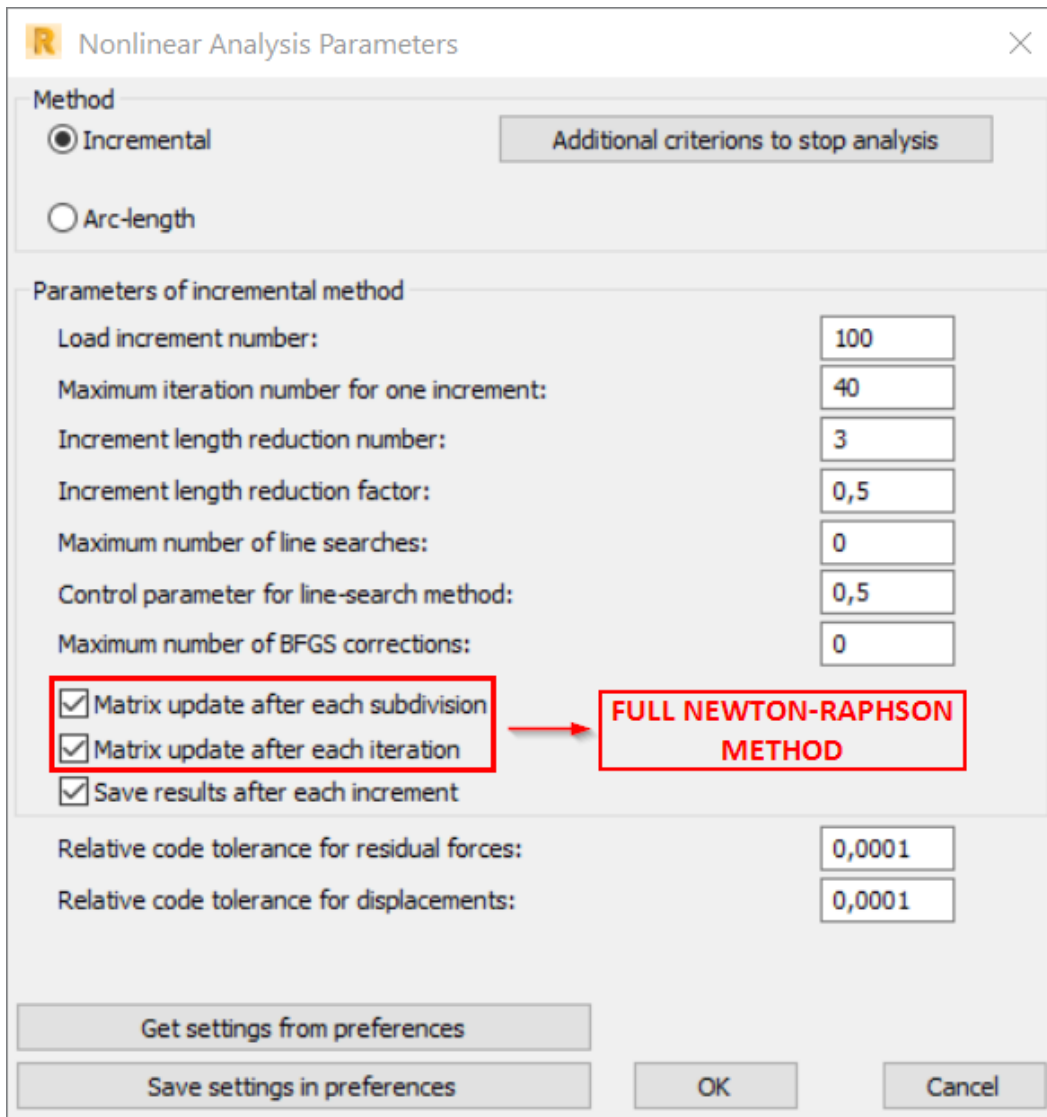 R Nonlinear Analysis Parameters
Method
Incremental
Additional criterions to stop analysis
Arc-length
Parameters of incremental method
Load increment number: 100
Maximum iteration number for one increment: 40
Increment length reduction number: 3
Increment length reduction factor: 0,5
Maximum number of line searches: 0
Control parameter for line-search method: 0,5
Maximum number of BFGS corrections: 0
Matrix update after each subdivision
Matrix update after each iteration
FULL NEWTON-RAPHSON
METHOD
Save results after each increment
Relative code tolerance for residual forces: 0,0001
Relative code tolerance for displacements: 0,0001
Get settings from preferences
Save settings in preferences
OK
Cancel